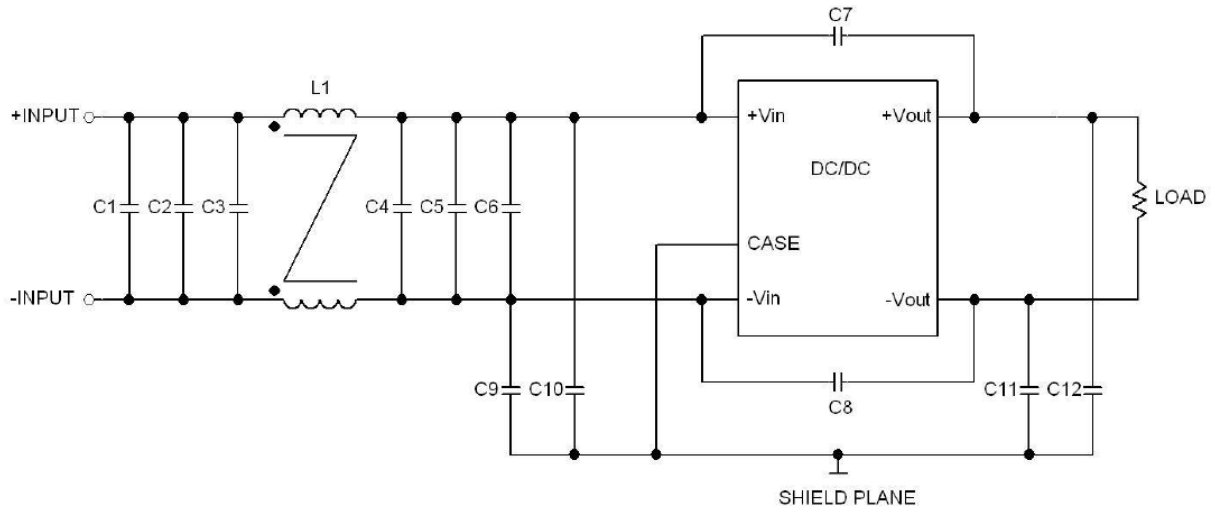 C7
L1
+INPUT
+Vin
+Vout
DC/DC
C1
C2
C3
C4
C5
C6
LOAD
CASE
-INPUT
-Vin
-Vout
C9
C10
C8
C11
C12
SHIELD PLANE